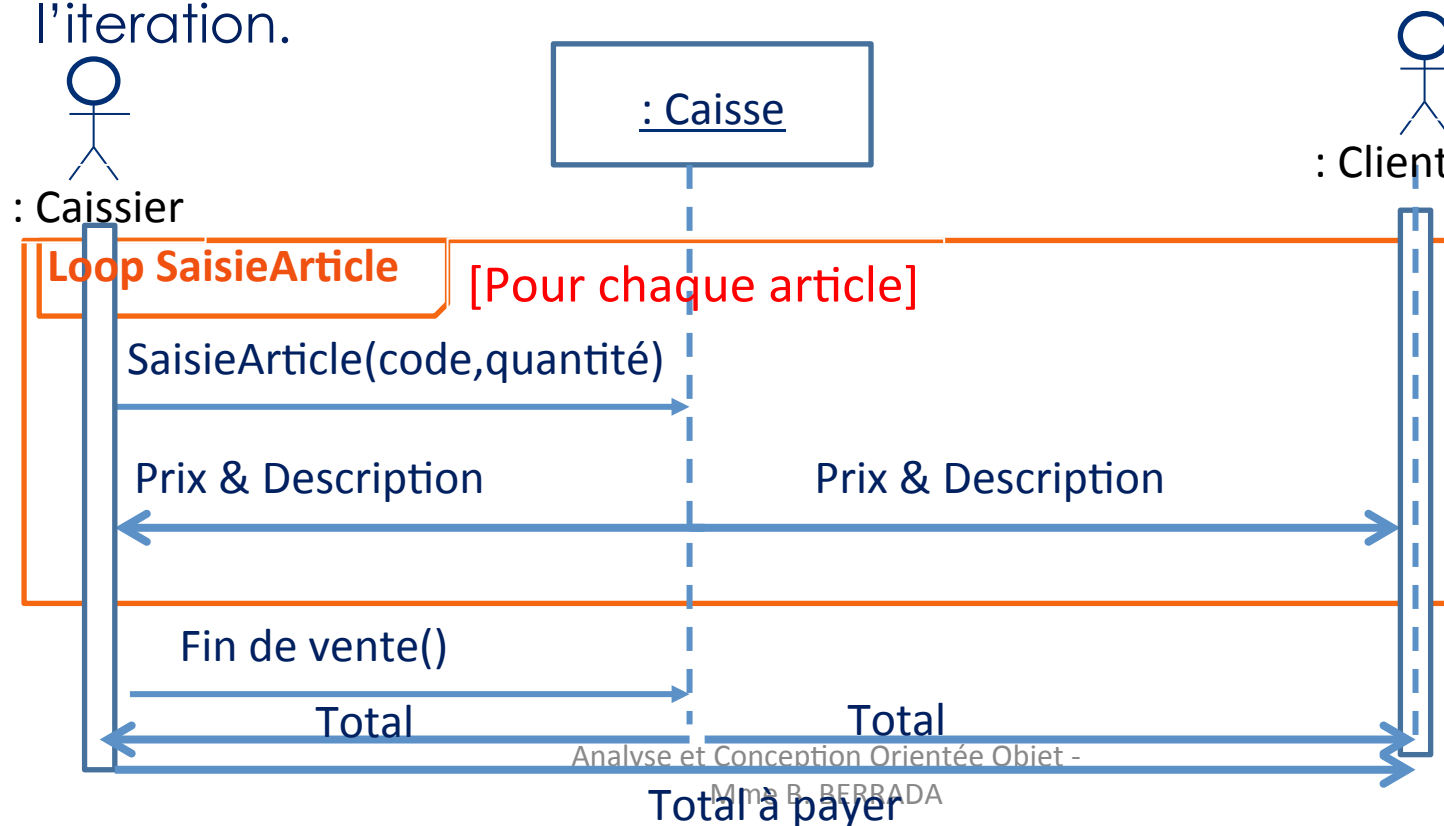 l’iteration.
: Caisse
: Client
: Caissier
Loop SaisieArticle
[Pour chaque article]
SaisieArticle(code,quantité)
Prix & Description
Prix & Description
Fin de vente()
Total
Total
Analyse et Conception Orientée Objet -
Mme B. BERRADA
Total à payer